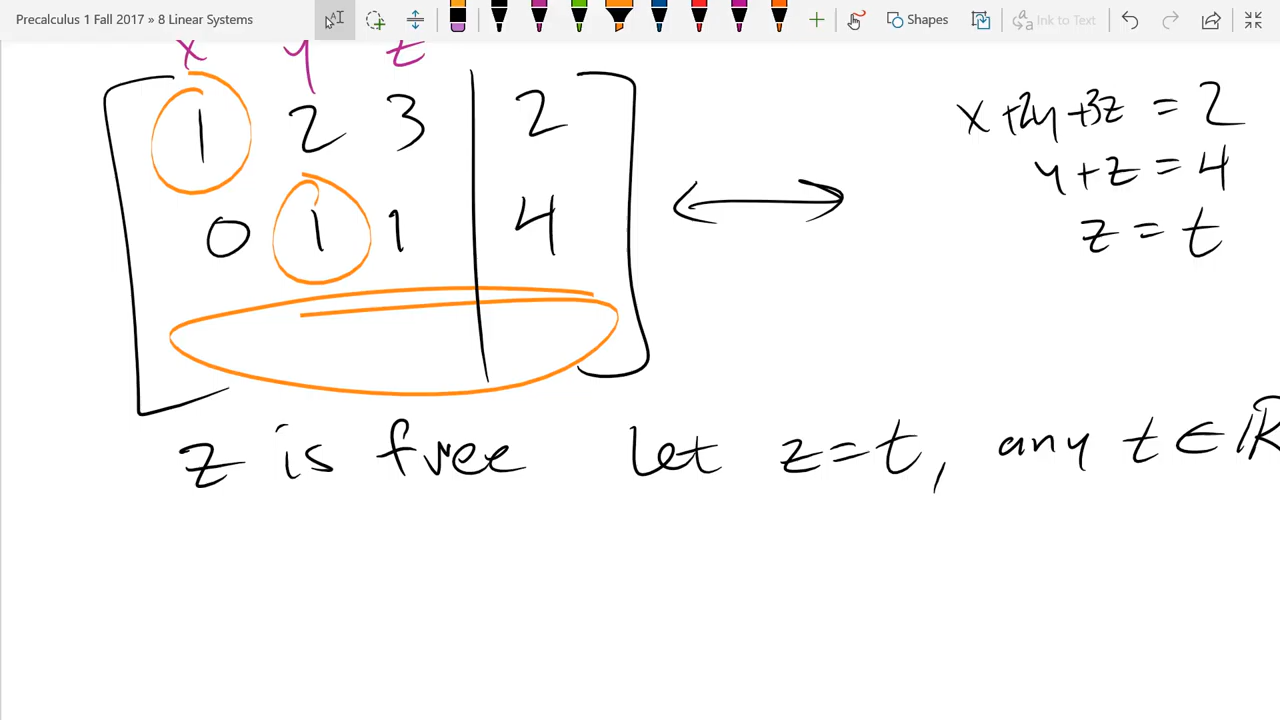 Precalculus 1 Fall 2017 » 8 Linear Systems
Shapes
Ink to Text
x y z
1 2 3 2
0 1 1 4
x + 2y + 3z = 2
y + z = 4
z = t
z is free let z = t, any t ∈ ℝ